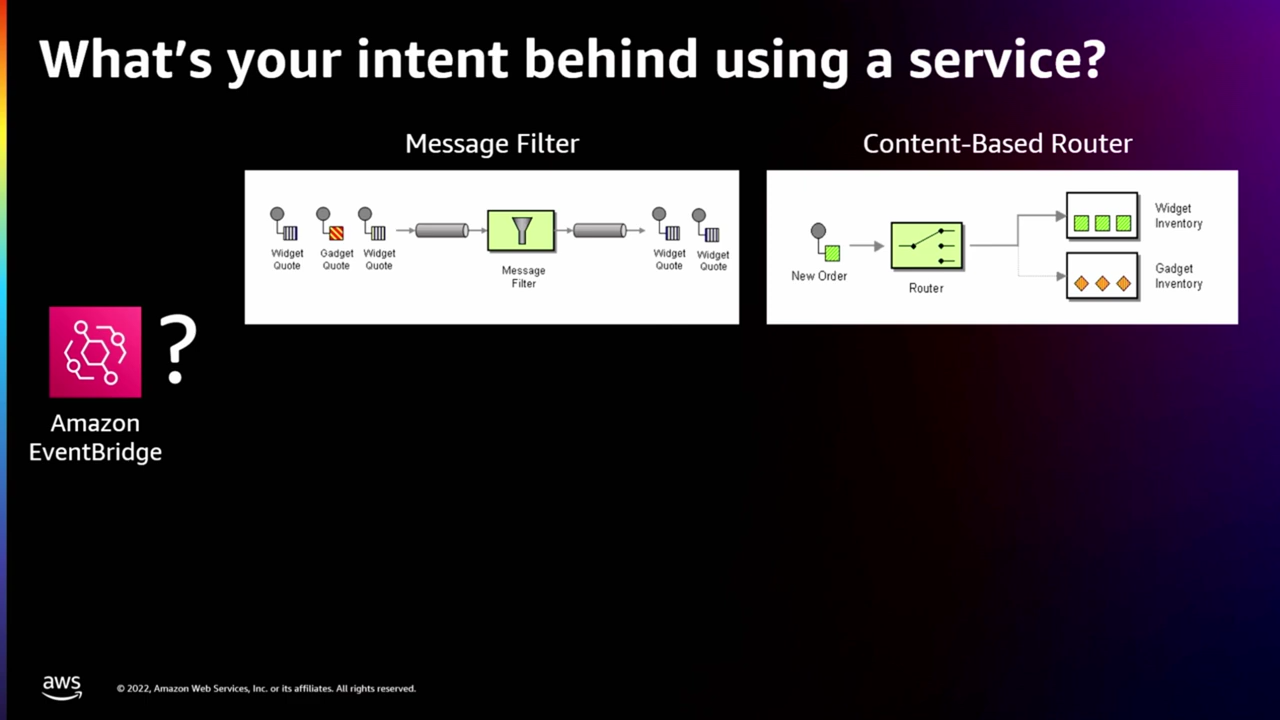 What's your intent behind using a service?
Message Filter
Content-Based Router
Widget
Quote
Gadget
Quote
Widget
Quote
Message
Filter
Widget
Quote
Widget
Quote
New Order
Router
Widget
Inventory
Gadget
Inventory
?
Amazon
EventBridge
aws
© 2022, Amazon Web Services, Inc. or its affiliates. All rights reserved.